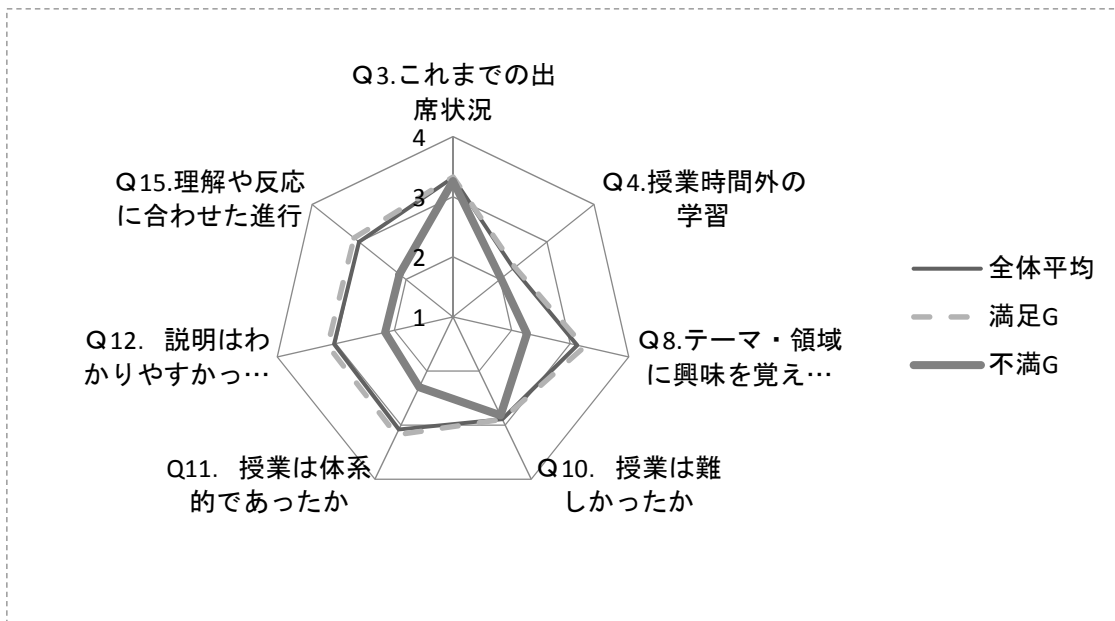 Ｑ3.これまでの出
席状況
4
3
2
1
Ｑ4.授業時間外の
学習
Ｑ8.テーマ・領域
に興味を覚え…
Ｑ10.　授業は難
しかったか
Q11.　授業は体系
的であったか
Ｑ12.　説明はわ
かりやすかっ…
Ｑ15.理解や反応
に合わせた進行
全体平均
満足G
不満G